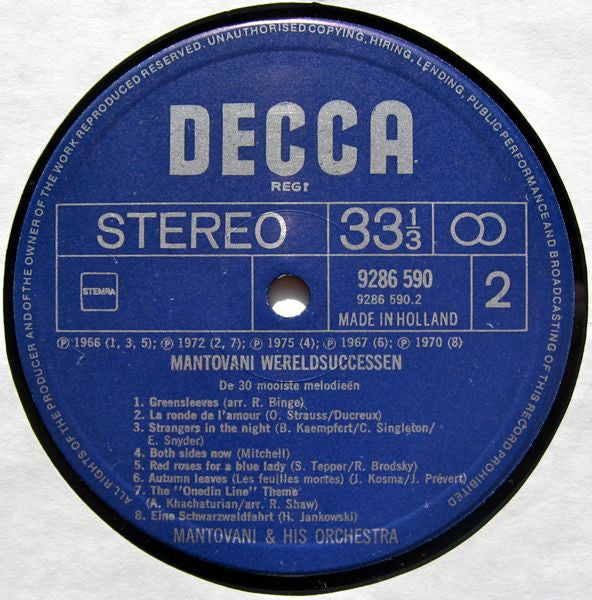 ALL RIGHTS OF THE PRODUCER AND OF THE OWNER OF THE WORK REPRODUCED RESERVED. UNAUTHORISED COPYING, HIRING, LENDING, PUBLIC PERFORMANCE AND BROADCASTING OF THIS RECORD PROHIBITED
DECCA
REG!
STEREO 33⅓
STEMRA
9286 590
9286 590.2
MADE IN HOLLAND
2
Ⓟ 1966 (1, 3, 5); Ⓟ 1972 (2, 7); Ⓟ 1975 (4); Ⓟ 1967 (6); Ⓟ 1970 (8)
MANTOVANI WERELDSUCCESSEN
De 30 mooiste melodieën
1. Greensleeves (arr. R. Binge)
2. La ronde de l'amour (O. Strauss/Ducreux)
3. Strangers in the night (B. Kaempfert/C. Singleton/
E. Snyder)
4. Both sides now (Mitchell)
5. Red roses for a blue lady (S. Tepper/R. Brodsky)
6. Autumn leaves (Les feuilles mortes) (J. Kosma/J. Prévert)
7. The "Onedin Line" Theme
(A. Khachaturian/arr. R. Shaw)
8. Eine Schwarzwaldfahrt (H. Jankowski)
MANTOVANI & HIS ORCHESTRA